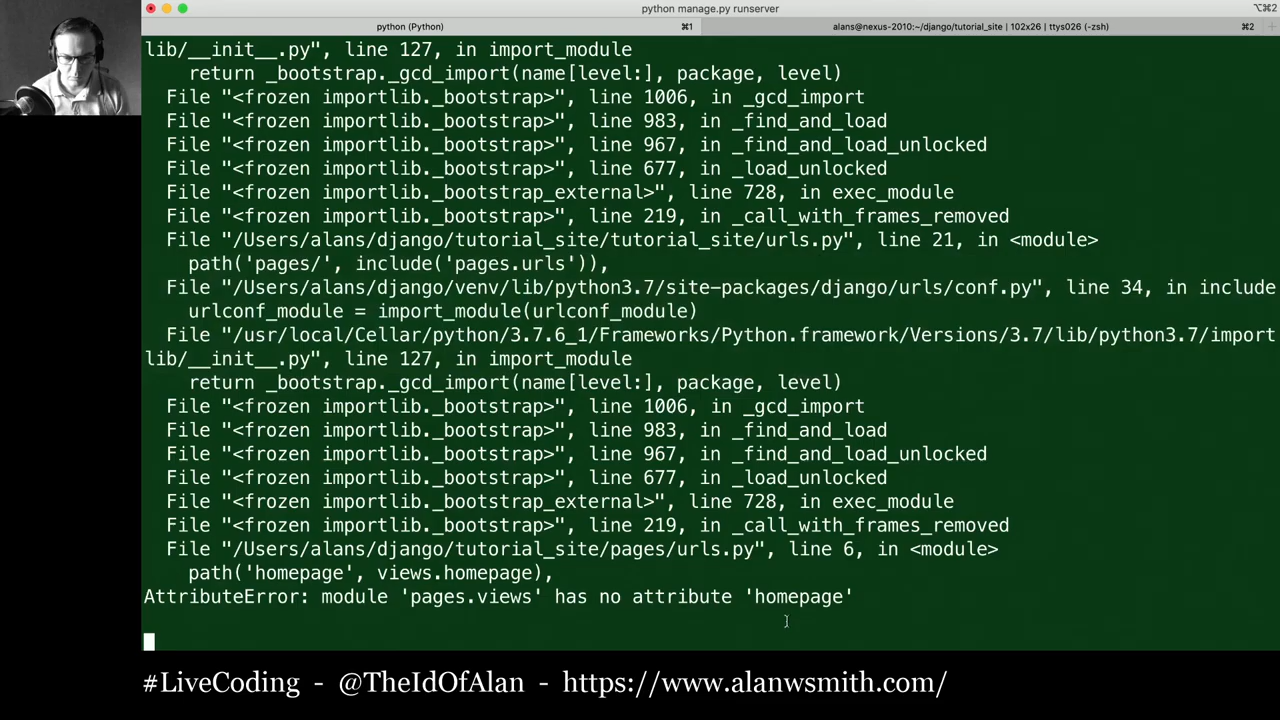 python manage.py runserver
⌥⌘2
python (Python)
⌘1
alans@nexus-2010:~/django/tutorial_site | 102x26 | ttys026 (-zsh)
⌘2
lib/__init__.py", line 127, in import_module
    return _bootstrap._gcd_import(name[level:], package, level)
  File "<frozen importlib._bootstrap>", line 1006, in _gcd_import
  File "<frozen importlib._bootstrap>", line 983, in _find_and_load
  File "<frozen importlib._bootstrap>", line 967, in _find_and_load_unlocked
  File "<frozen importlib._bootstrap>", line 677, in _load_unlocked
  File "<frozen importlib._bootstrap_external>", line 728, in exec_module
  File "<frozen importlib._bootstrap>", line 219, in _call_with_frames_removed
  File "/Users/alans/django/tutorial_site/tutorial_site/urls.py", line 21, in <module>
    path('pages/', include('pages.urls')),
  File "/Users/alans/django/venv/lib/python3.7/site-packages/django/urls/conf.py", line 34, in include
    urlconf_module = import_module(urlconf_module)
  File "/usr/local/Cellar/python/3.7.6_1/Frameworks/Python.framework/Versions/3.7/lib/python3.7/import
lib/__init__.py", line 127, in import_module
    return _bootstrap._gcd_import(name[level:], package, level)
  File "<frozen importlib._bootstrap>", line 1006, in _gcd_import
  File "<frozen importlib._bootstrap>", line 983, in _find_and_load
  File "<frozen importlib._bootstrap>", line 967, in _find_and_load_unlocked
  File "<frozen importlib._bootstrap>", line 677, in _load_unlocked
  File "<frozen importlib._bootstrap_external>", line 728, in exec_module
  File "<frozen importlib._bootstrap>", line 219, in _call_with_frames_removed
  File "/Users/alans/django/tutorial_site/pages/urls.py", line 6, in <module>
    path('homepage', views.homepage),
AttributeError: module 'pages.views' has no attribute 'homepage'
#LiveCoding - @TheIdOfAlan - https://www.alanwsmith.com/